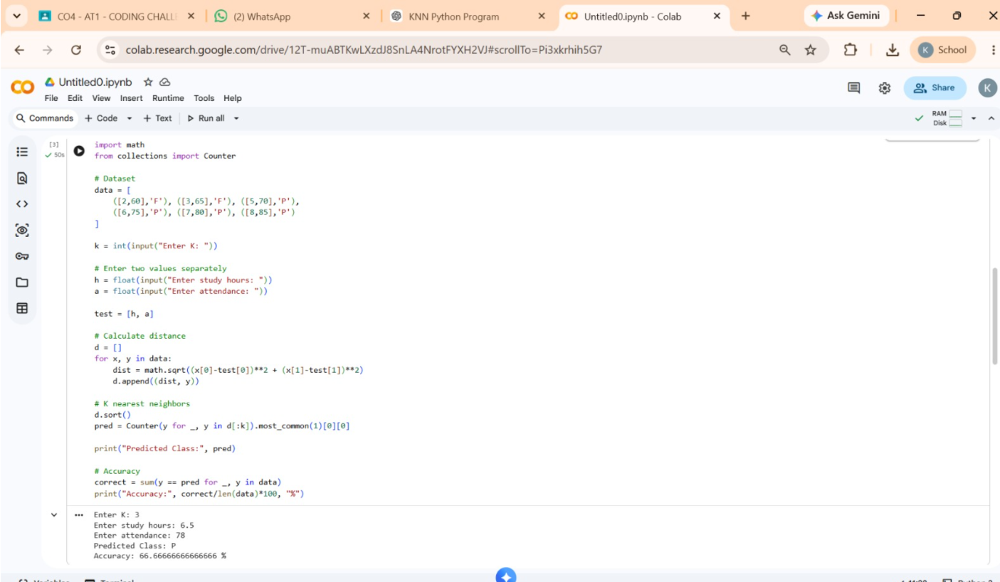 CO4 - AT1 - CODING CHALL
(2) WhatsApp
KNN Python Program
Untitled0.ipynb - Colab
Ask Gemini
colab.research.google.com/drive/12T-muABTKwLXzdJ8SnLA4NrotFYXH2VJ#scrollTo=Pi3xkrhih5G7
K School
Untitled0.ipynb
File Edit View Insert Runtime Tools Help
Share
K
Commands + Code + Text Run all
RAM
Disk
[3]
50s
import math
from collections import Counter
# Dataset
data = [
([2,60],'F'), ([3,65],'F'), ([5,70],'P'),
([6,75],'P'), ([7,80],'P'), ([8,85],'P')
]
k = int(input("Enter K: "))
# Enter two values separately
h = float(input("Enter study hours: "))
a = float(input("Enter attendance: "))
test = [h, a]
# Calculate distance
d = []
for x, y in data:
dist = math.sqrt((x[0]-test[0])**2 + (x[1]-test[1])**2)
d.append((dist, y))
# K nearest neighbors
d.sort()
pred = Counter(y for _, y in d[:k]).most_common(1)[0][0]
print("Predicted Class:", pred)
# Accuracy
correct = sum(y == pred for _, y in data)
print("Accuracy:", correct/len(data)*100, "%")
Enter K: 3
Enter study hours: 6.5
Enter attendance: 78
Predicted Class: P
Accuracy: 66.66666666666666 %
Variables Terminal
Python 3